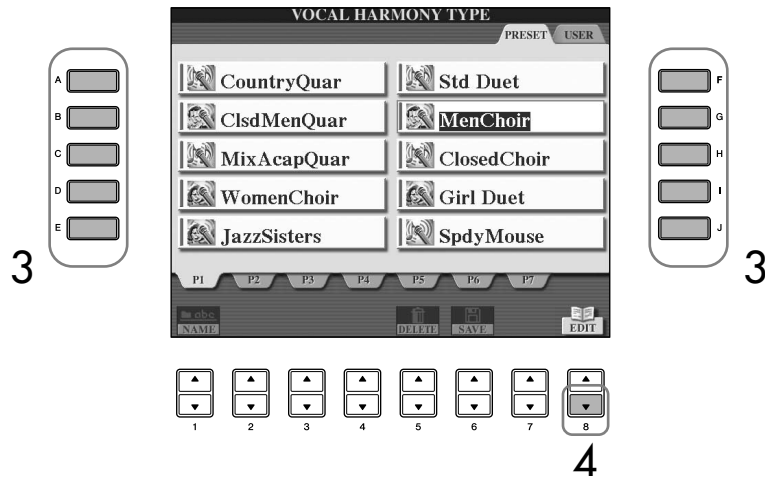 VOCAL HARMONY TYPE
PRESET USER
A CountryQuar Std Duet F
B ClsdMenQuar MenChoir G
C MixAcapQuar ClosedChoir H
D WomenChoir Girl Duet I
E JazzSisters SpdyMouse J
3 3
P1 P2 P3 P4 P5 P6 P7
abc
NAME DELETE SAVE EDIT
1 2 3 4 5 6 7 8
4